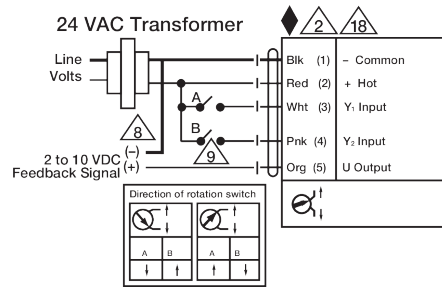 24 VAC Transformer
2 18
Line
Volts
Blk (1) − Common
Red (2) + Hot
A
Wht (3) Y1 Input
B
8
9
Pnk (4) Y2 Input
2 to 10 VDC (−)
Feedback Signal (+)
Org (5) U Output
Direction of rotation switch
A B A B